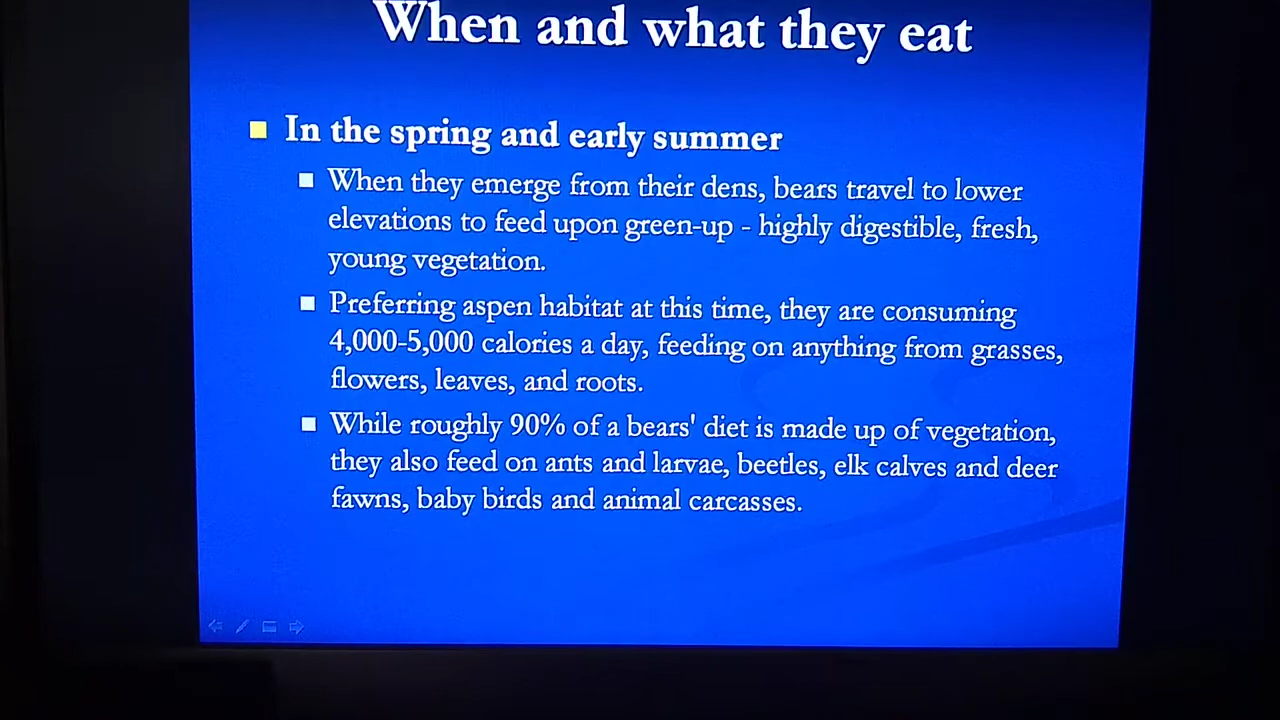 When and what they eat
In the spring and early summer
When they emerge from their dens, bears travel to lower
elevations to feed upon green-up - highly digestible, fresh,
young vegetation.
Preferring aspen habitat at this time, they are consuming
4,000-5,000 calories a day, feeding on anything from grasses,
flowers, leaves, and roots.
While roughly 90% of a bears' diet is made up of vegetation,
they also feed on ants and larvae, beetles, elk calves and deer
fawns, baby birds and animal carcasses.